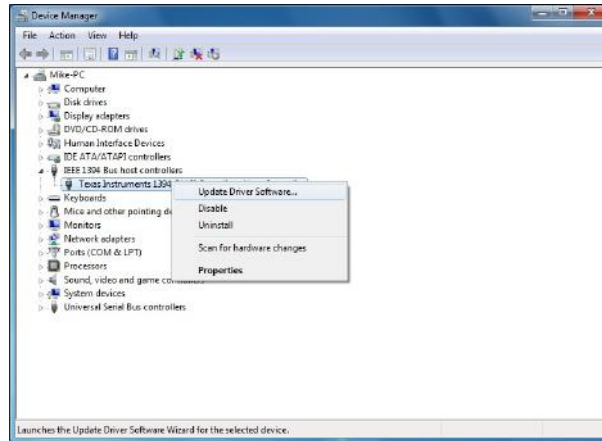 Device Manager
File Action View Help
Mike-PC
Computer
Disk drives
Display adapters
DVD/CD-ROM drives
Human Interface Devices
IDE ATA/ATAPI controllers
IEEE 1394 Bus host controllers
Texas Instruments 1394
Keyboards
Mice and other pointing de
Monitors
Network adapters
Ports (COM & LPT)
Processors
Sound, video and game
System devices
Universal Serial Bus controllers
Update Driver Software...
Disable
Uninstall
Scan for hardware changes
Properties
Launches the Update Driver Software Wizard for the selected device.